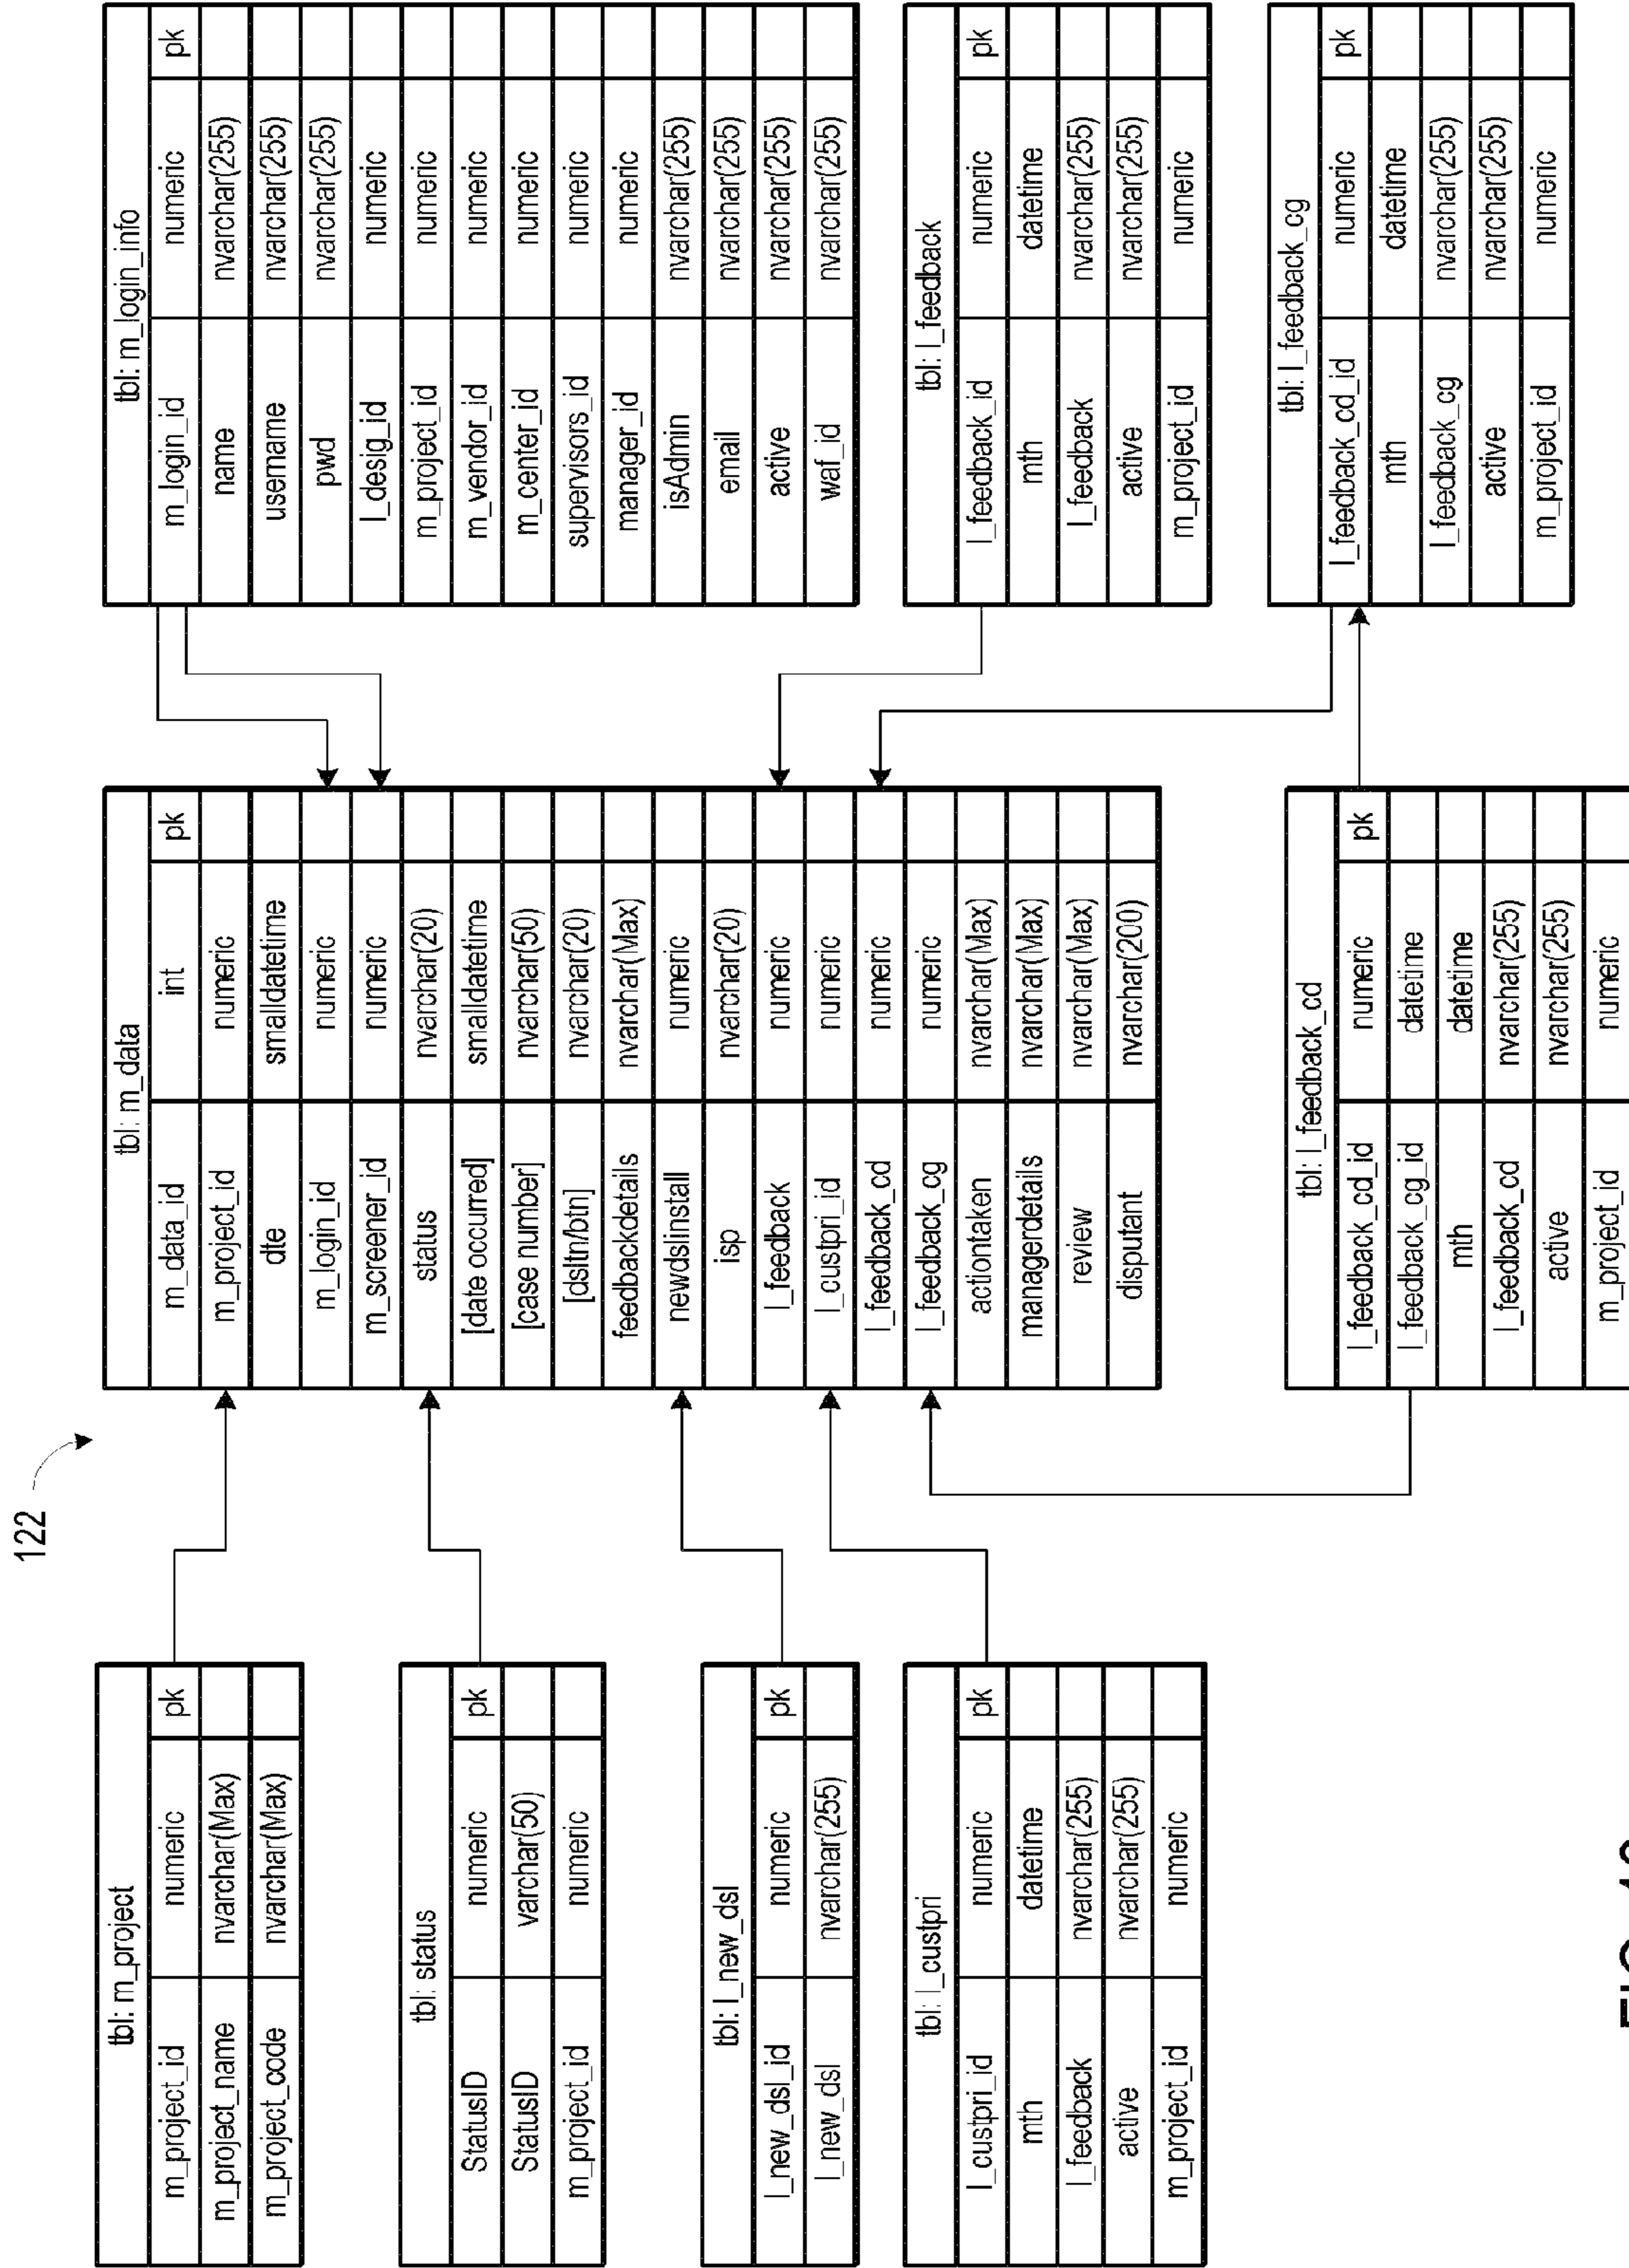 122
tbl: m_project
m_project_id numeric pk
m_project_name nvarchar(Max)
m_project_code nvarchar(Max)
tbl: status
StatusID numeric pk
StatusID varchar(50)
m_project_id numeric
tbl: l_new_dsl
l_new_dsl_id numeric pk
l_new_dsl nvarchar(255)
tbl: l_custpri
l_custpri_id numeric pk
mth datetime
l_feedback nvarchar(255)
active nvarchar(255)
m_project_id numeric
tbl: m_data
m_data_id int pk
m_project_id numeric
dte smalldatetime
m_login_id numeric
m_screener_id numeric
status nvarchar(20)
[date occurred] smalldatetime
[case number] nvarchar(50)
[dsltn/btn] nvarchar(20)
feedbackdetails nvarchar(Max)
newdslinstall numeric
isp nvarchar(20)
l_feedback numeric
l_custpri_id numeric
l_feedback_cd numeric
l_feedback_cg numeric
actiontaken nvarchar(Max)
managerdetails nvarchar(Max)
review nvarchar(Max)
disputant nvarchar(200)
tbl: l_feedback_cd
l_feedback_cd_id numeric pk
l_feedback_cg_id datetime
mth datetime
l_feedback_cd nvarchar(255)
active nvarchar(255)
m_project_id numeric
tbl: m_login_info
m_login_id numeric pk
name nvarchar(255)
username nvarchar(255)
pwd nvarchar(255)
l_desig_id numeric
m_project_id numeric
m_vendor_id numeric
m_center_id numeric
supervisors_id numeric
manager_id numeric
isAdmin nvarchar(255)
email nvarchar(255)
active nvarchar(255)
waf_id nvarchar(255)
tbl: l_feedback
l_feedback_id numeric pk
mth datetime
l_feedback nvarchar(255)
active nvarchar(255)
m_project_id numeric
tbl: l_feedback_cg
l_feedback_cd_id numeric pk
mth datetime
l_feedback_cg nvarchar(255)
active nvarchar(255)
m_project_id numeric